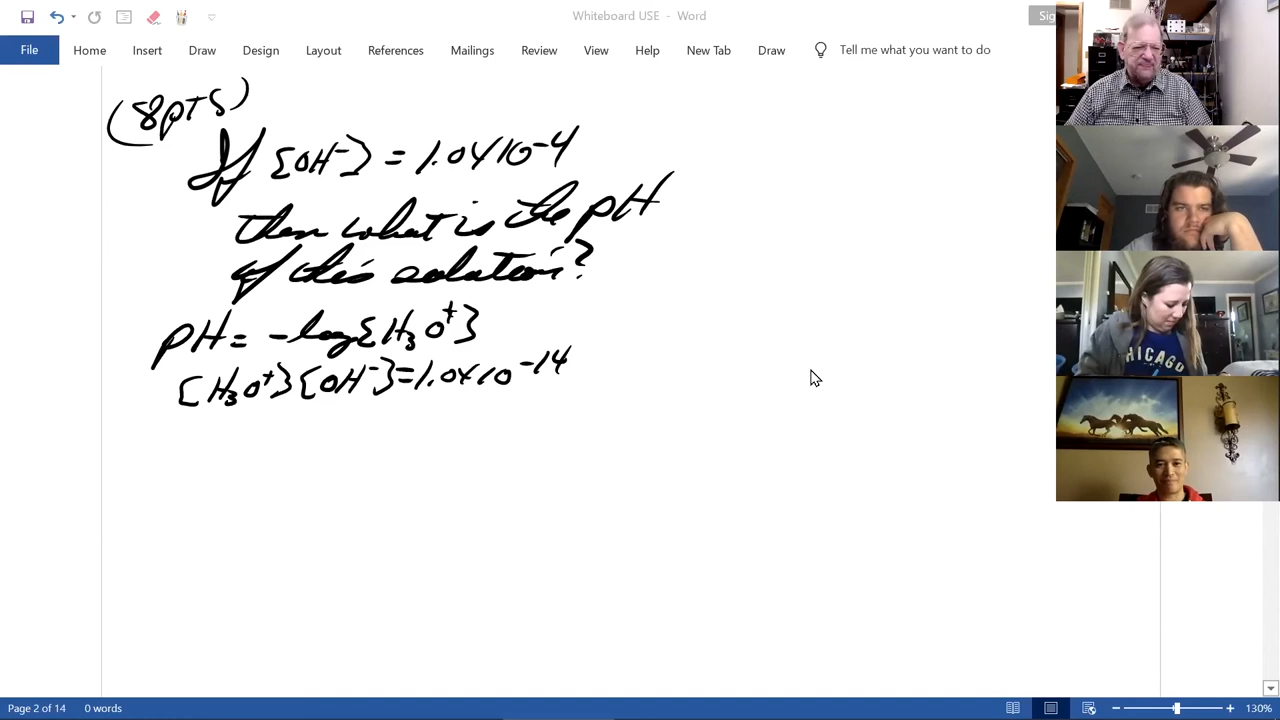 Whiteboard USE - Word
File Home Insert Draw Design Layout References Mailings Review View Help New Tab Draw Tell me what you want to do
(8pts)
If [OH⁻] = 1.0x10⁻⁴
then what is the pH
of this solution?
pH = -log[H₃O⁺]
[H₃O⁺][OH⁻]=1.0x10⁻¹⁴
CHICAGO
Page 2 of 14 0 words 130%